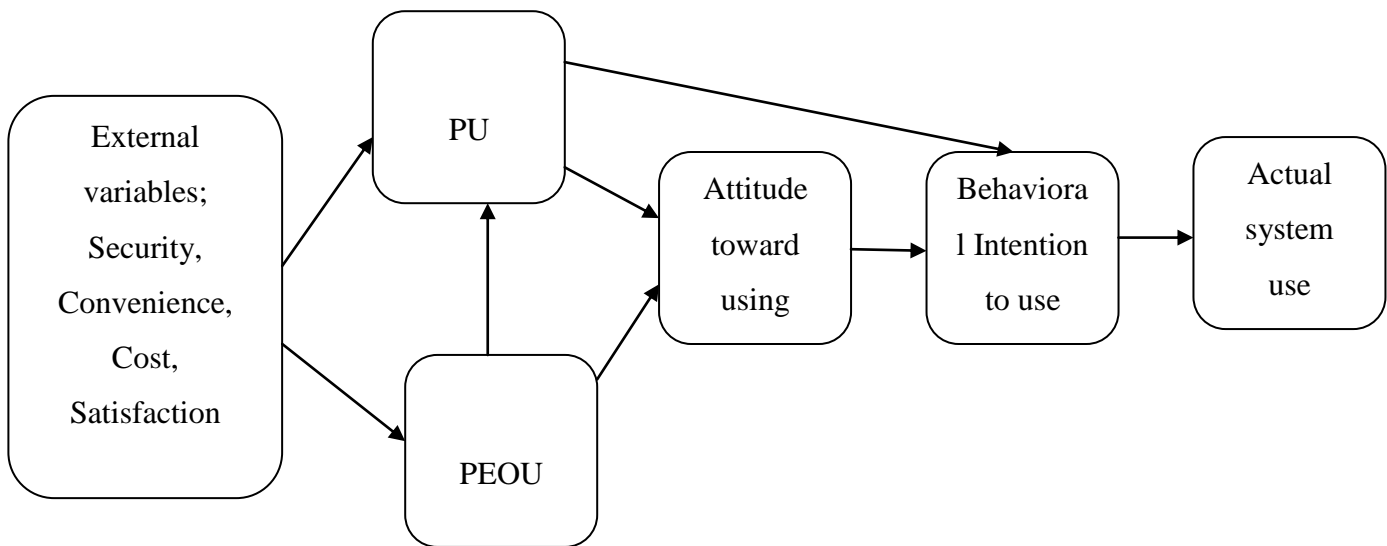 External
variables;
Security,
Convenience,
Cost,
Satisfaction
PU
PEOU
Attitude
toward
using
Behaviora
l Intention
to use
Actual
system
use